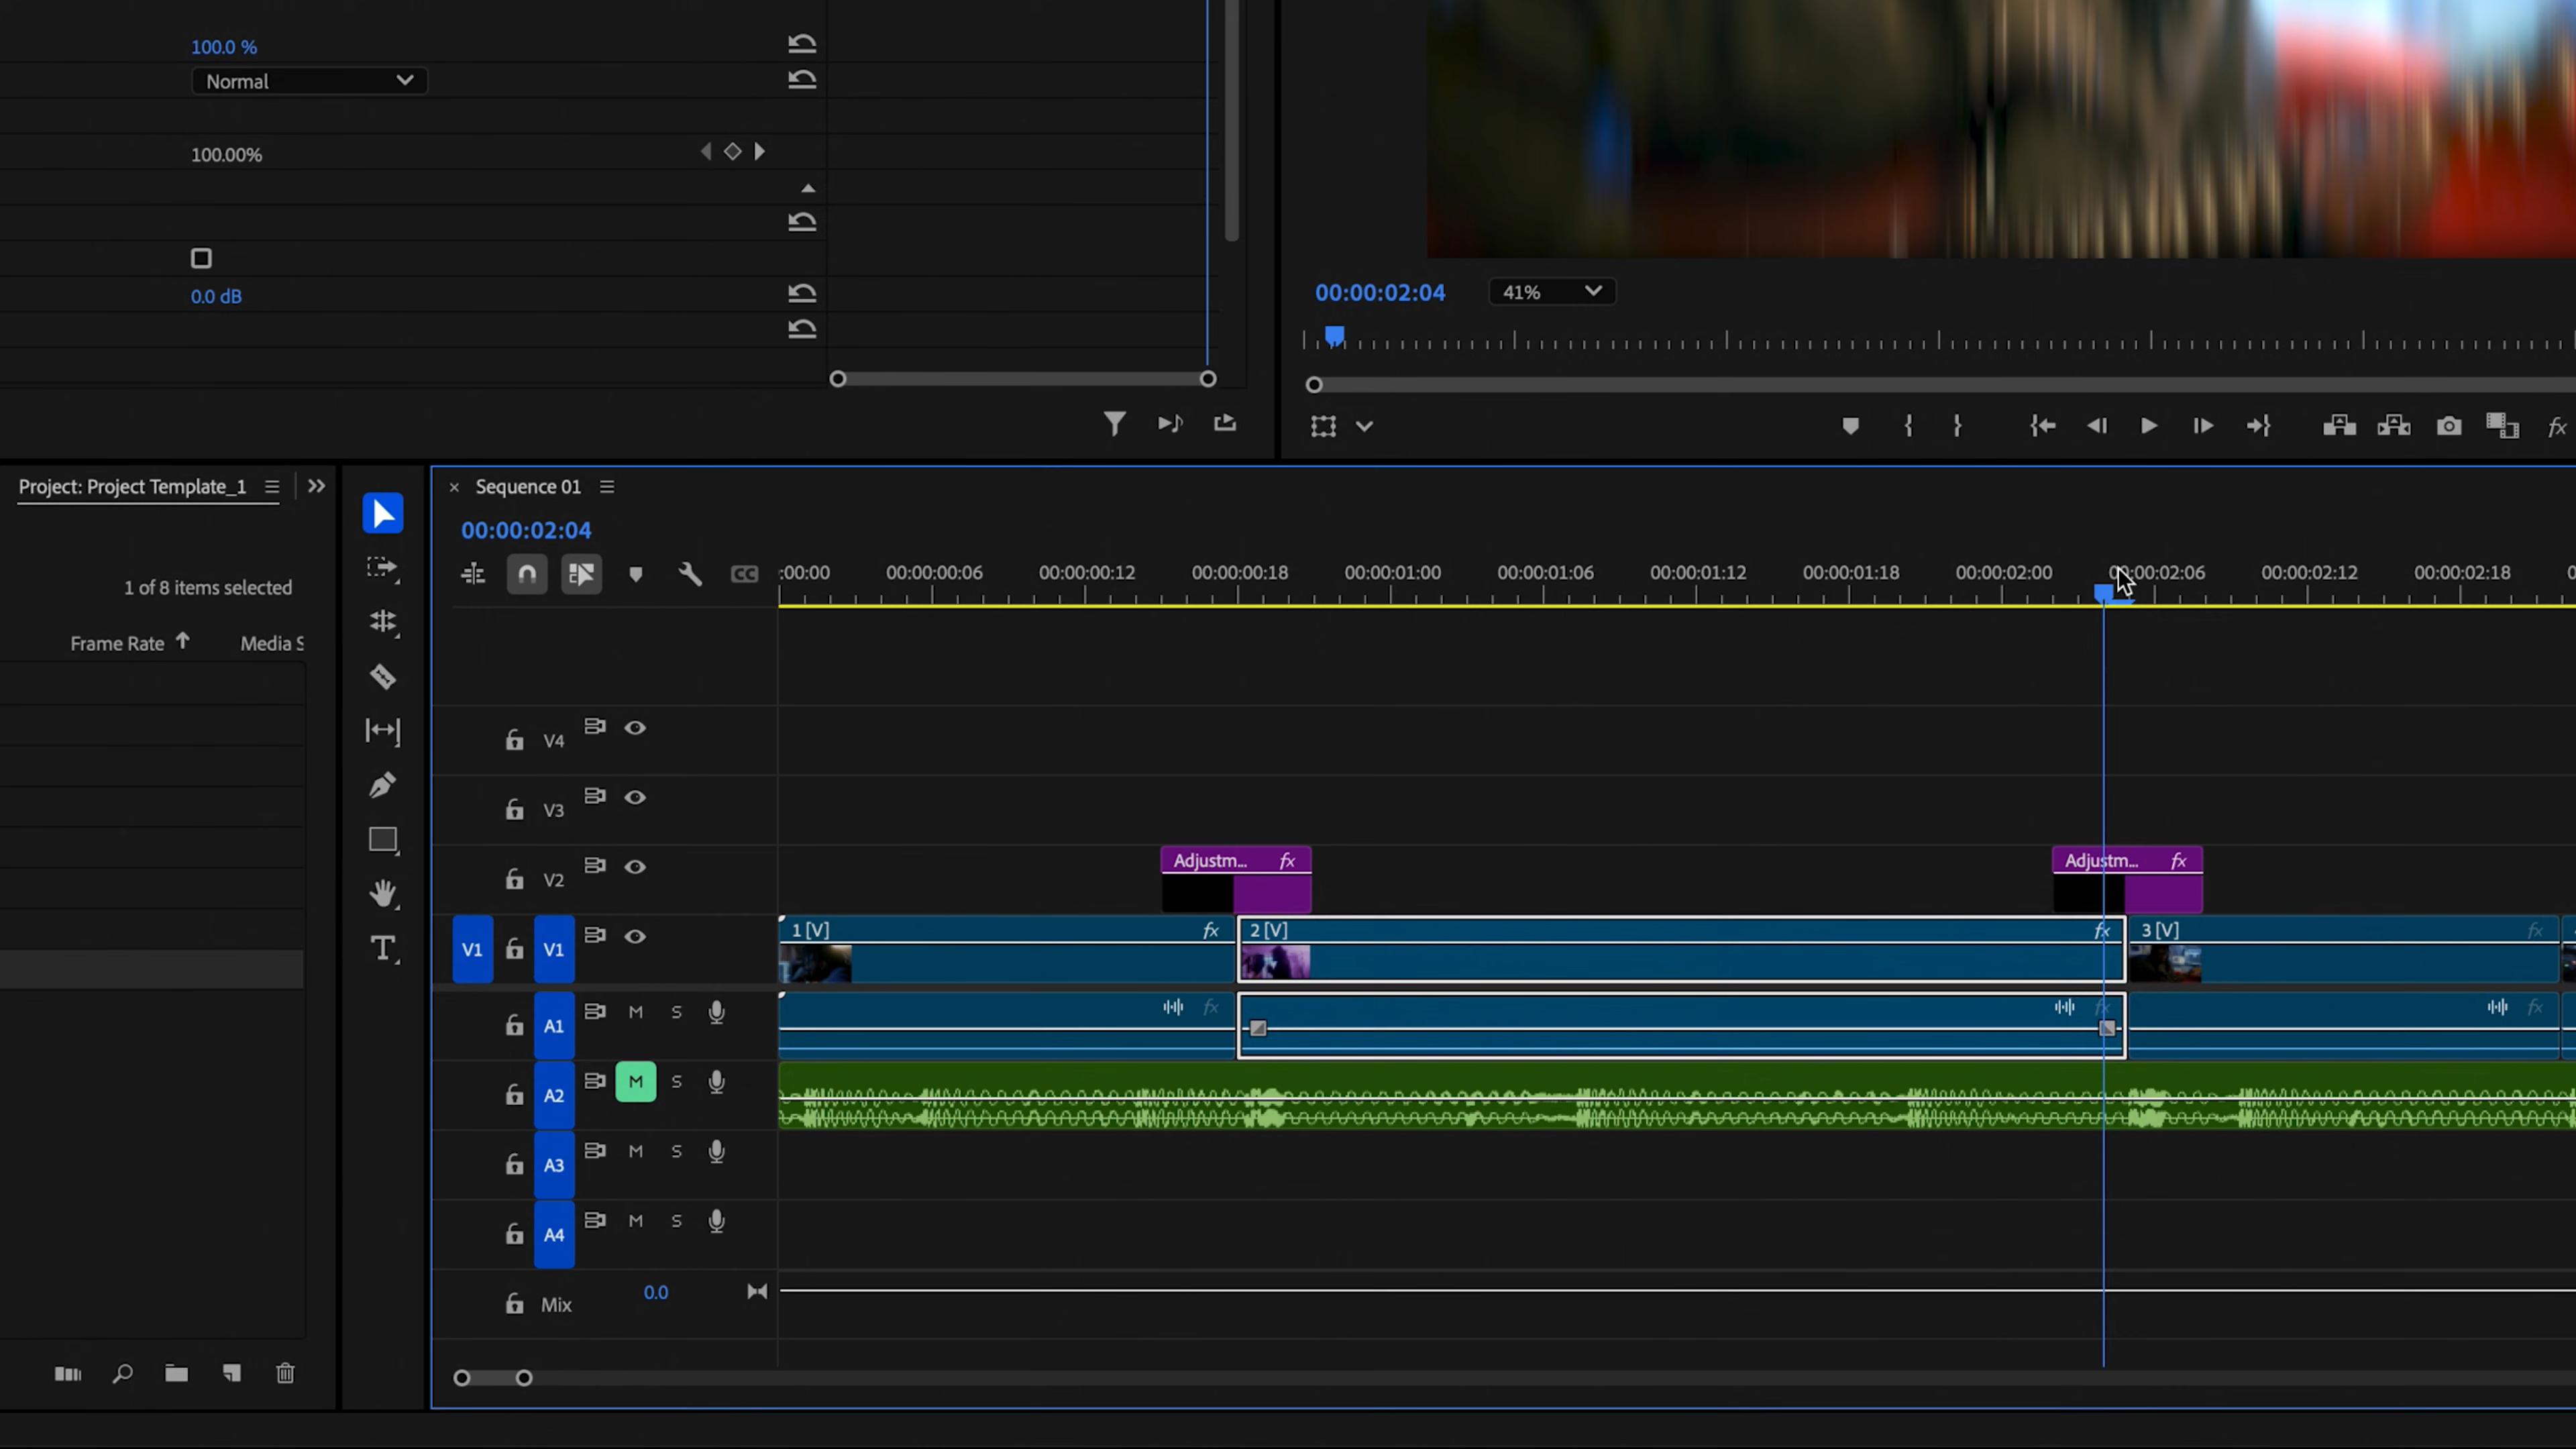 100.0 %
Normal
100.00%
0.0 dB
00:00:02:04
41%
fx
Project: Project Template_1
1 of 8 items selected
Frame Rate
Media S
Sequence 01
00:00:02:04
CC
:00:00
00:00:00:06
00:00:00:12
00:00:00:18
00:00:01:00
00:00:01:06
00:00:01:12
00:00:01:18
00:00:02:00
00:00:02:06
00:00:02:12
00:00:02:18
V4
V3
V2
Adjustm... fx
Adjustm... fx
V1
V1
1 [V] fx
2 [V] fx
3 [V] fx
A1 M S
fx
fx
fx
A2 M S
A3 M S
A4 M S
Mix 0.0
T